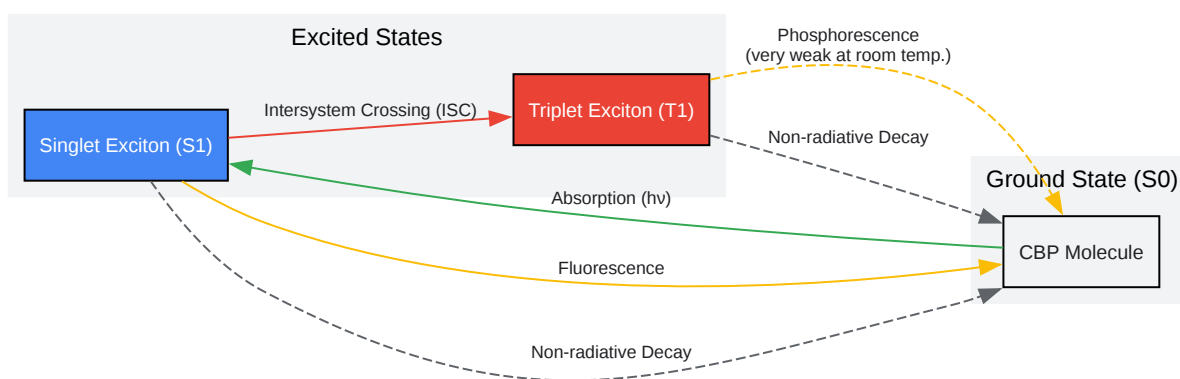 Excited States
Phosphorescence
(very weak at room temp.)
Intersystem Crossing (ISC)
Triplet Exciton (T1)
Singlet Exciton (S1)
Non-radiative Decay
Ground State (S0)
Absorption (hν)
CBP Molecule
Fluorescence
Non-radiative Decay